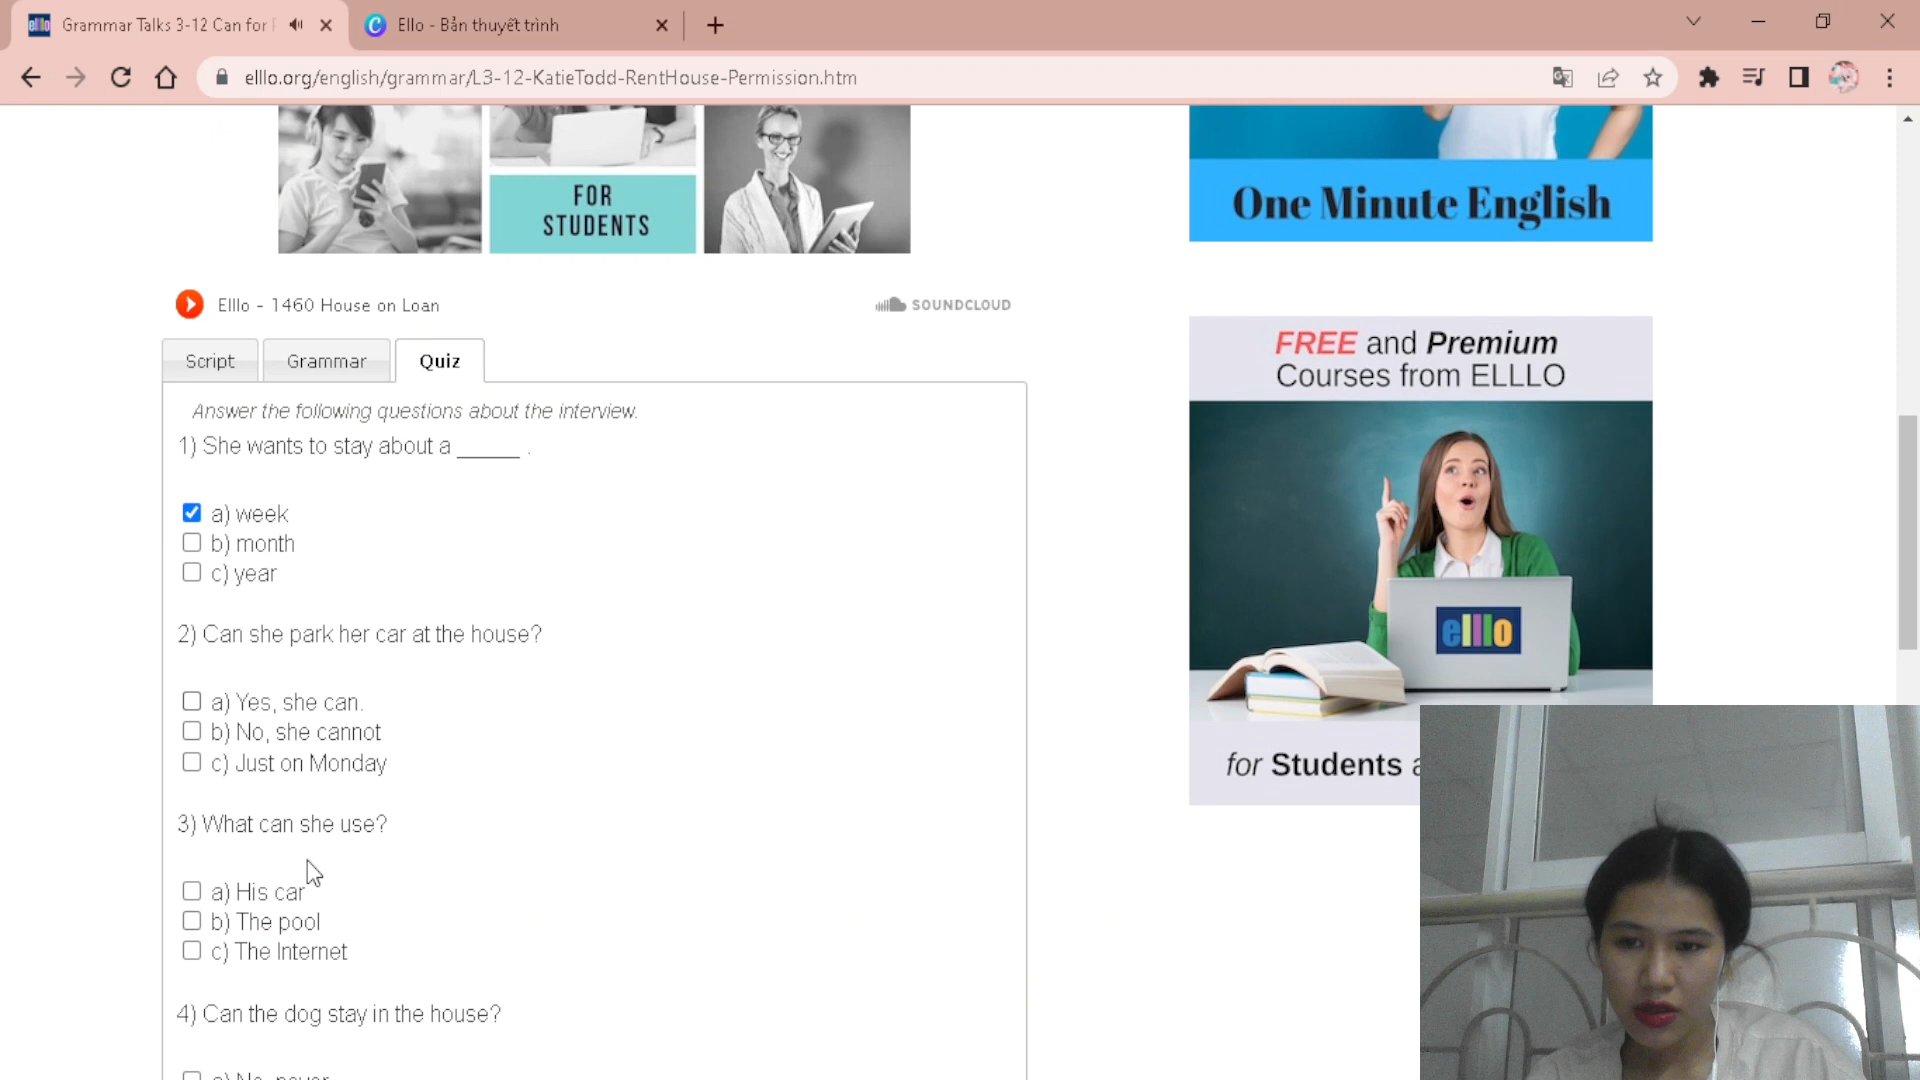 elllo Grammar Talks 3-12 Can for
Ello - Bản thuyết trình
elllo.org/english/grammar/L3-12-KatieTodd-RentHouse-Permission.htm
FOR
STUDENTS
One Minute English
Elllo - 1460 House on Loan
SOUNDCLOUD
Script
Grammar
Quiz
Answer the following questions about the interview.
1) She wants to stay about a ______ .
a) week
b) month
c) year
2) Can she park her car at the house?
a) Yes, she can.
b) No, she cannot
c) Just on Monday
3) What can she use?
a) His car
b) The pool
c) The Internet
4) Can the dog stay in the house?
a) No, never
FREE and Premium
Courses from ELLLO
elllo
for Students